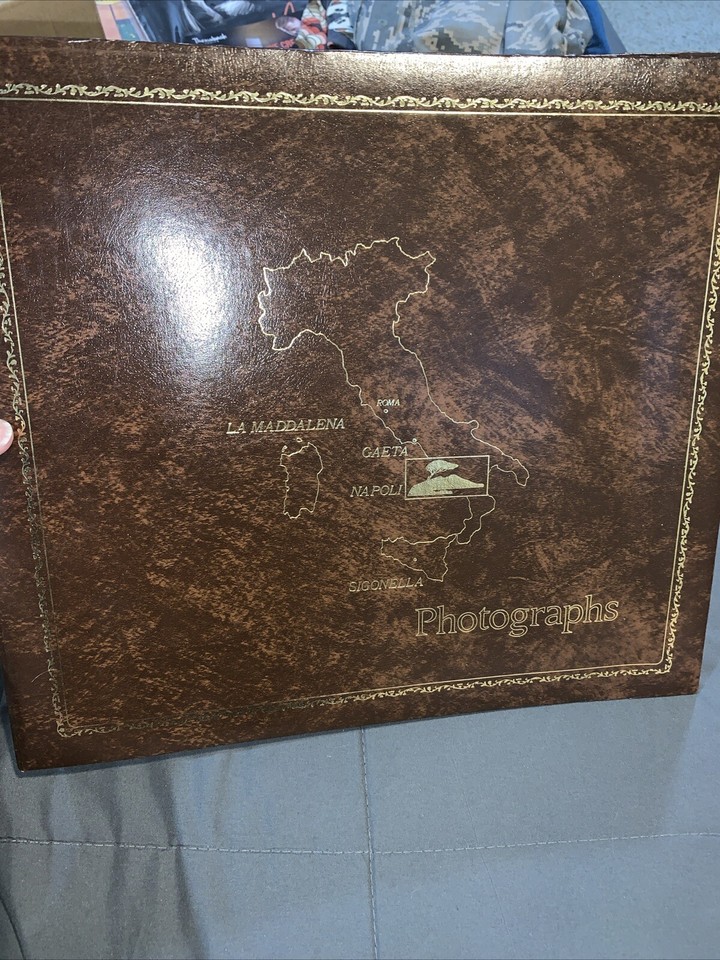 ROMA
LA MADDALENA
GAETA
NAPOLI
SIGONELLA
Photographs